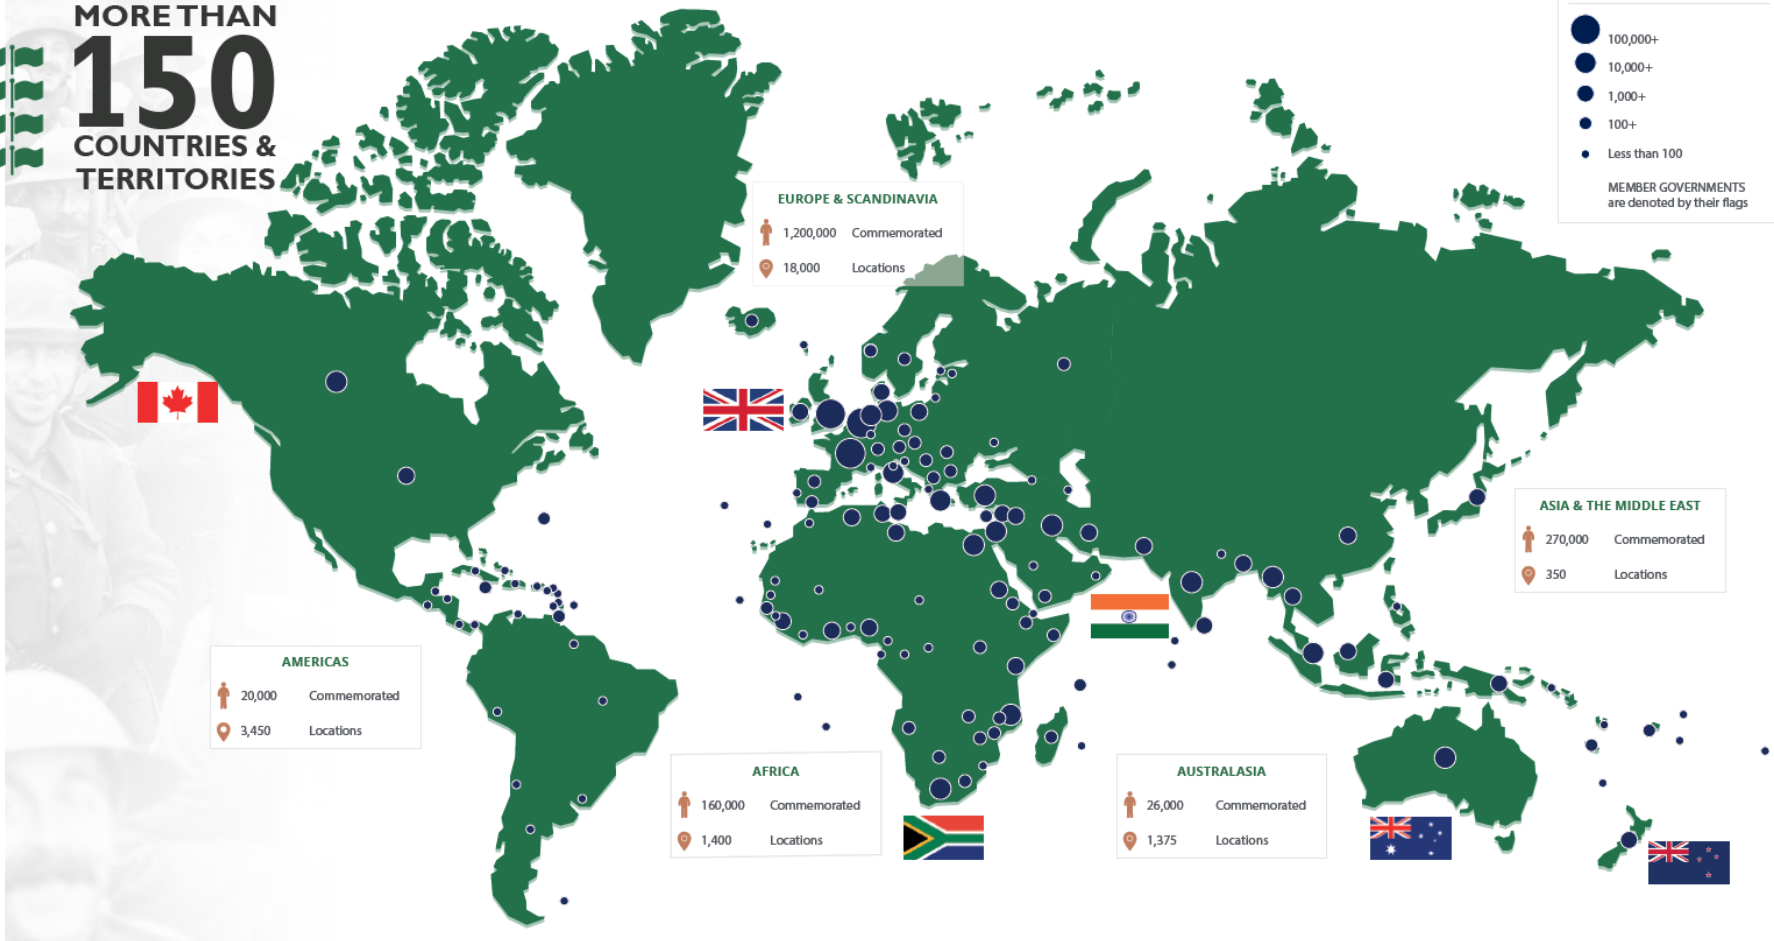 MORE THAN
150
COUNTRIES &
TERRITORIES
100,000+
10,000+
1,000+
100+
Less than 100
MEMBER GOVERNMENTS
are denoted by their flags
EUROPE & SCANDINAVIA
1,200,000 Commemorated
18,000 Locations
ASIA & THE MIDDLE EAST
270,000 Commemorated
350 Locations
AMERICAS
20,000 Commemorated
3,450 Locations
AFRICA
160,000 Commemorated
1,400 Locations
AUSTRALASIA
26,000 Commemorated
1,375 Locations